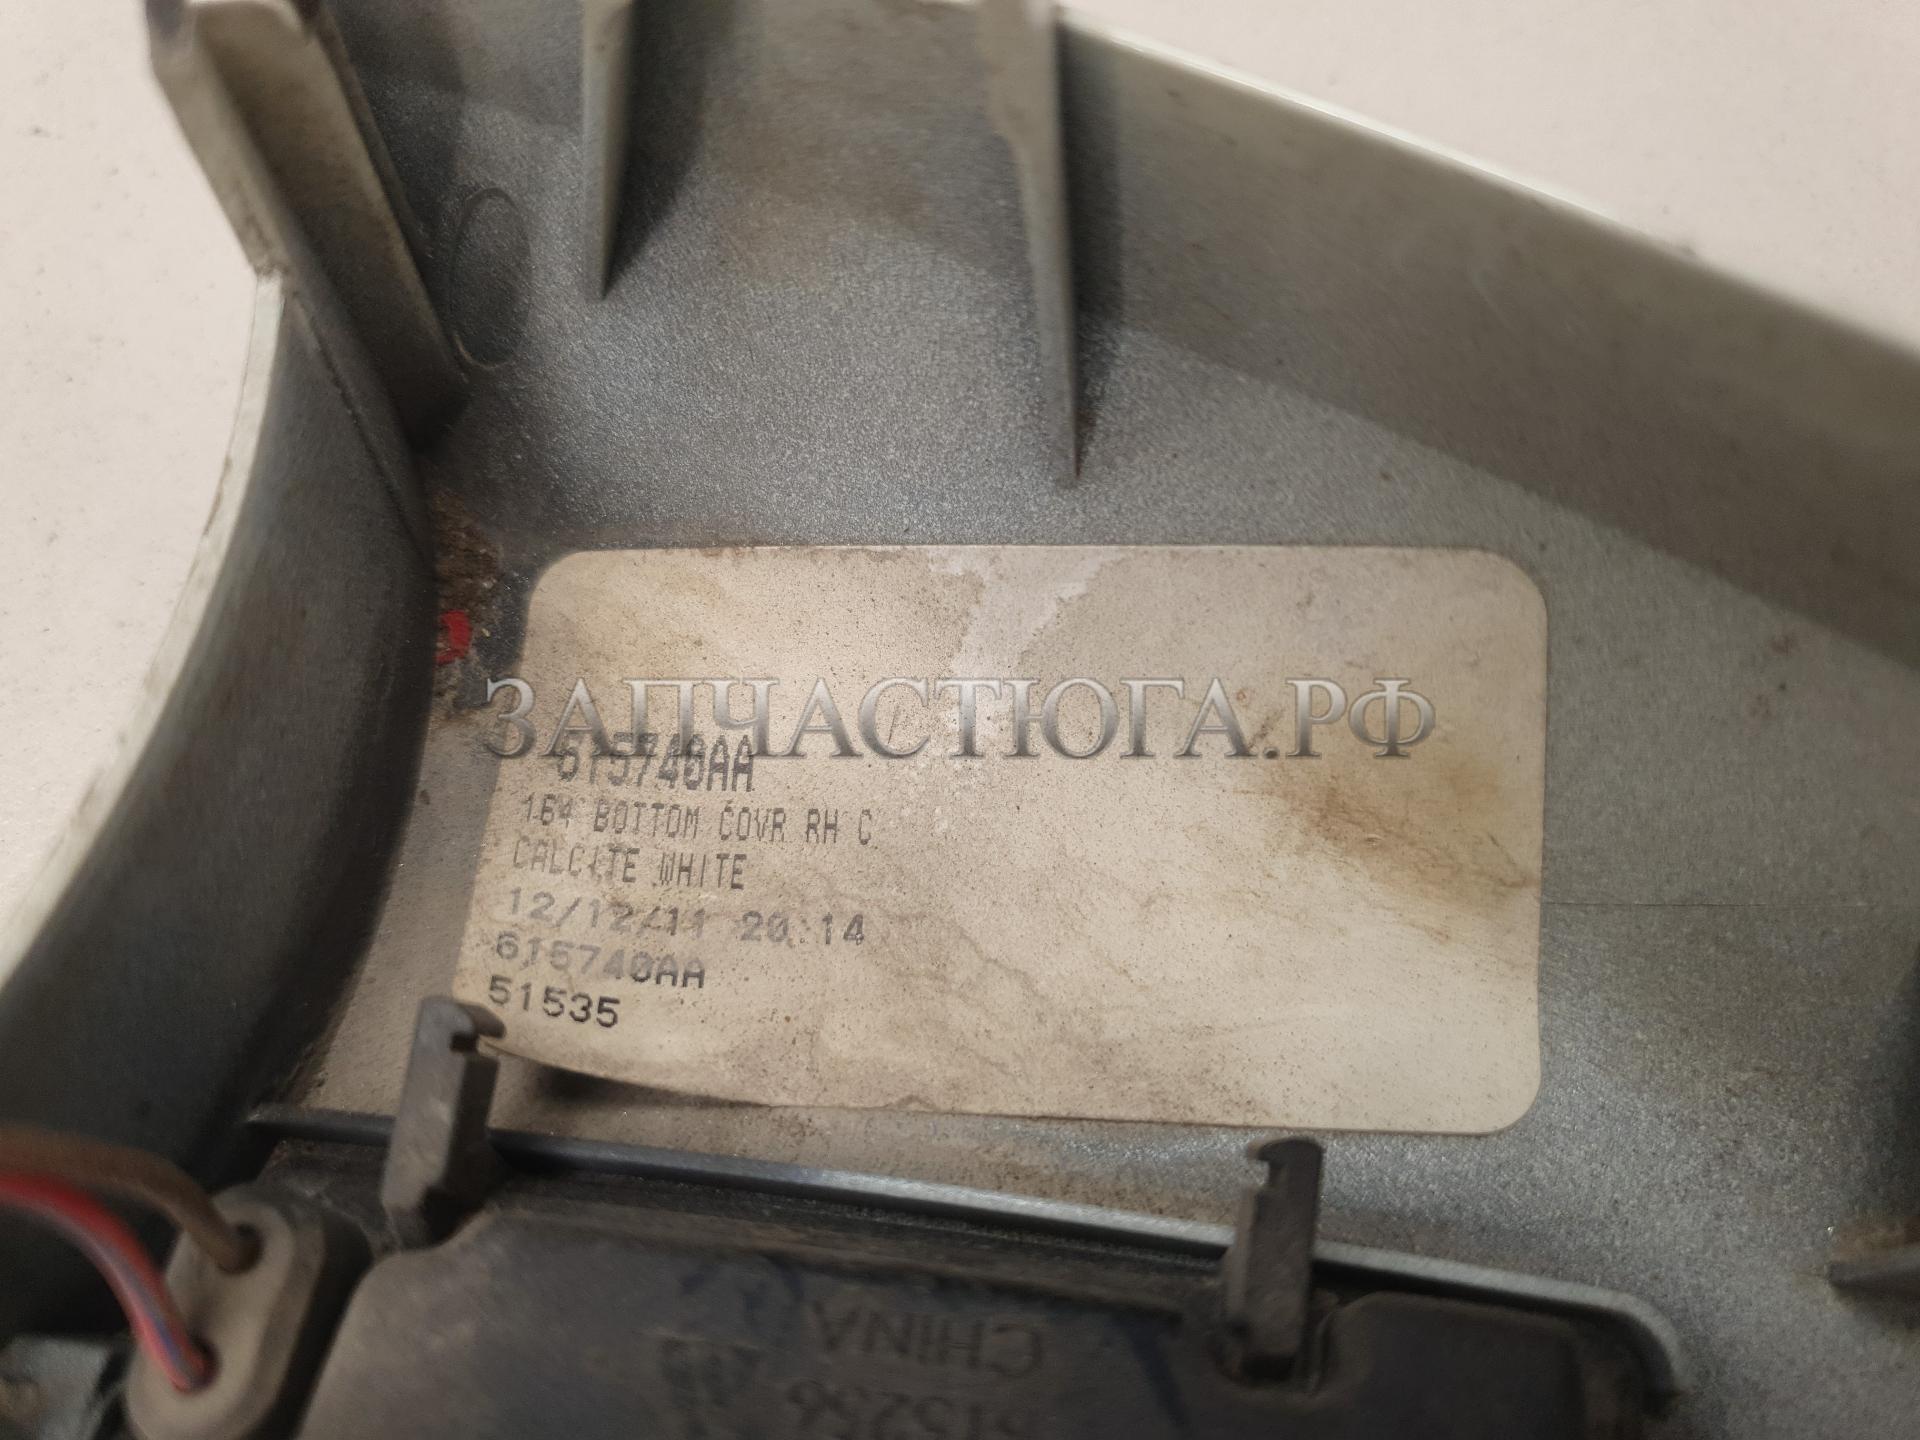 ЗАПЧАСТЮГА.РФ
615740AA
164 BOTTOM COVR RH C
CALCITE WHITE
12/12/11 20:14
615740AA
51535
CHINA